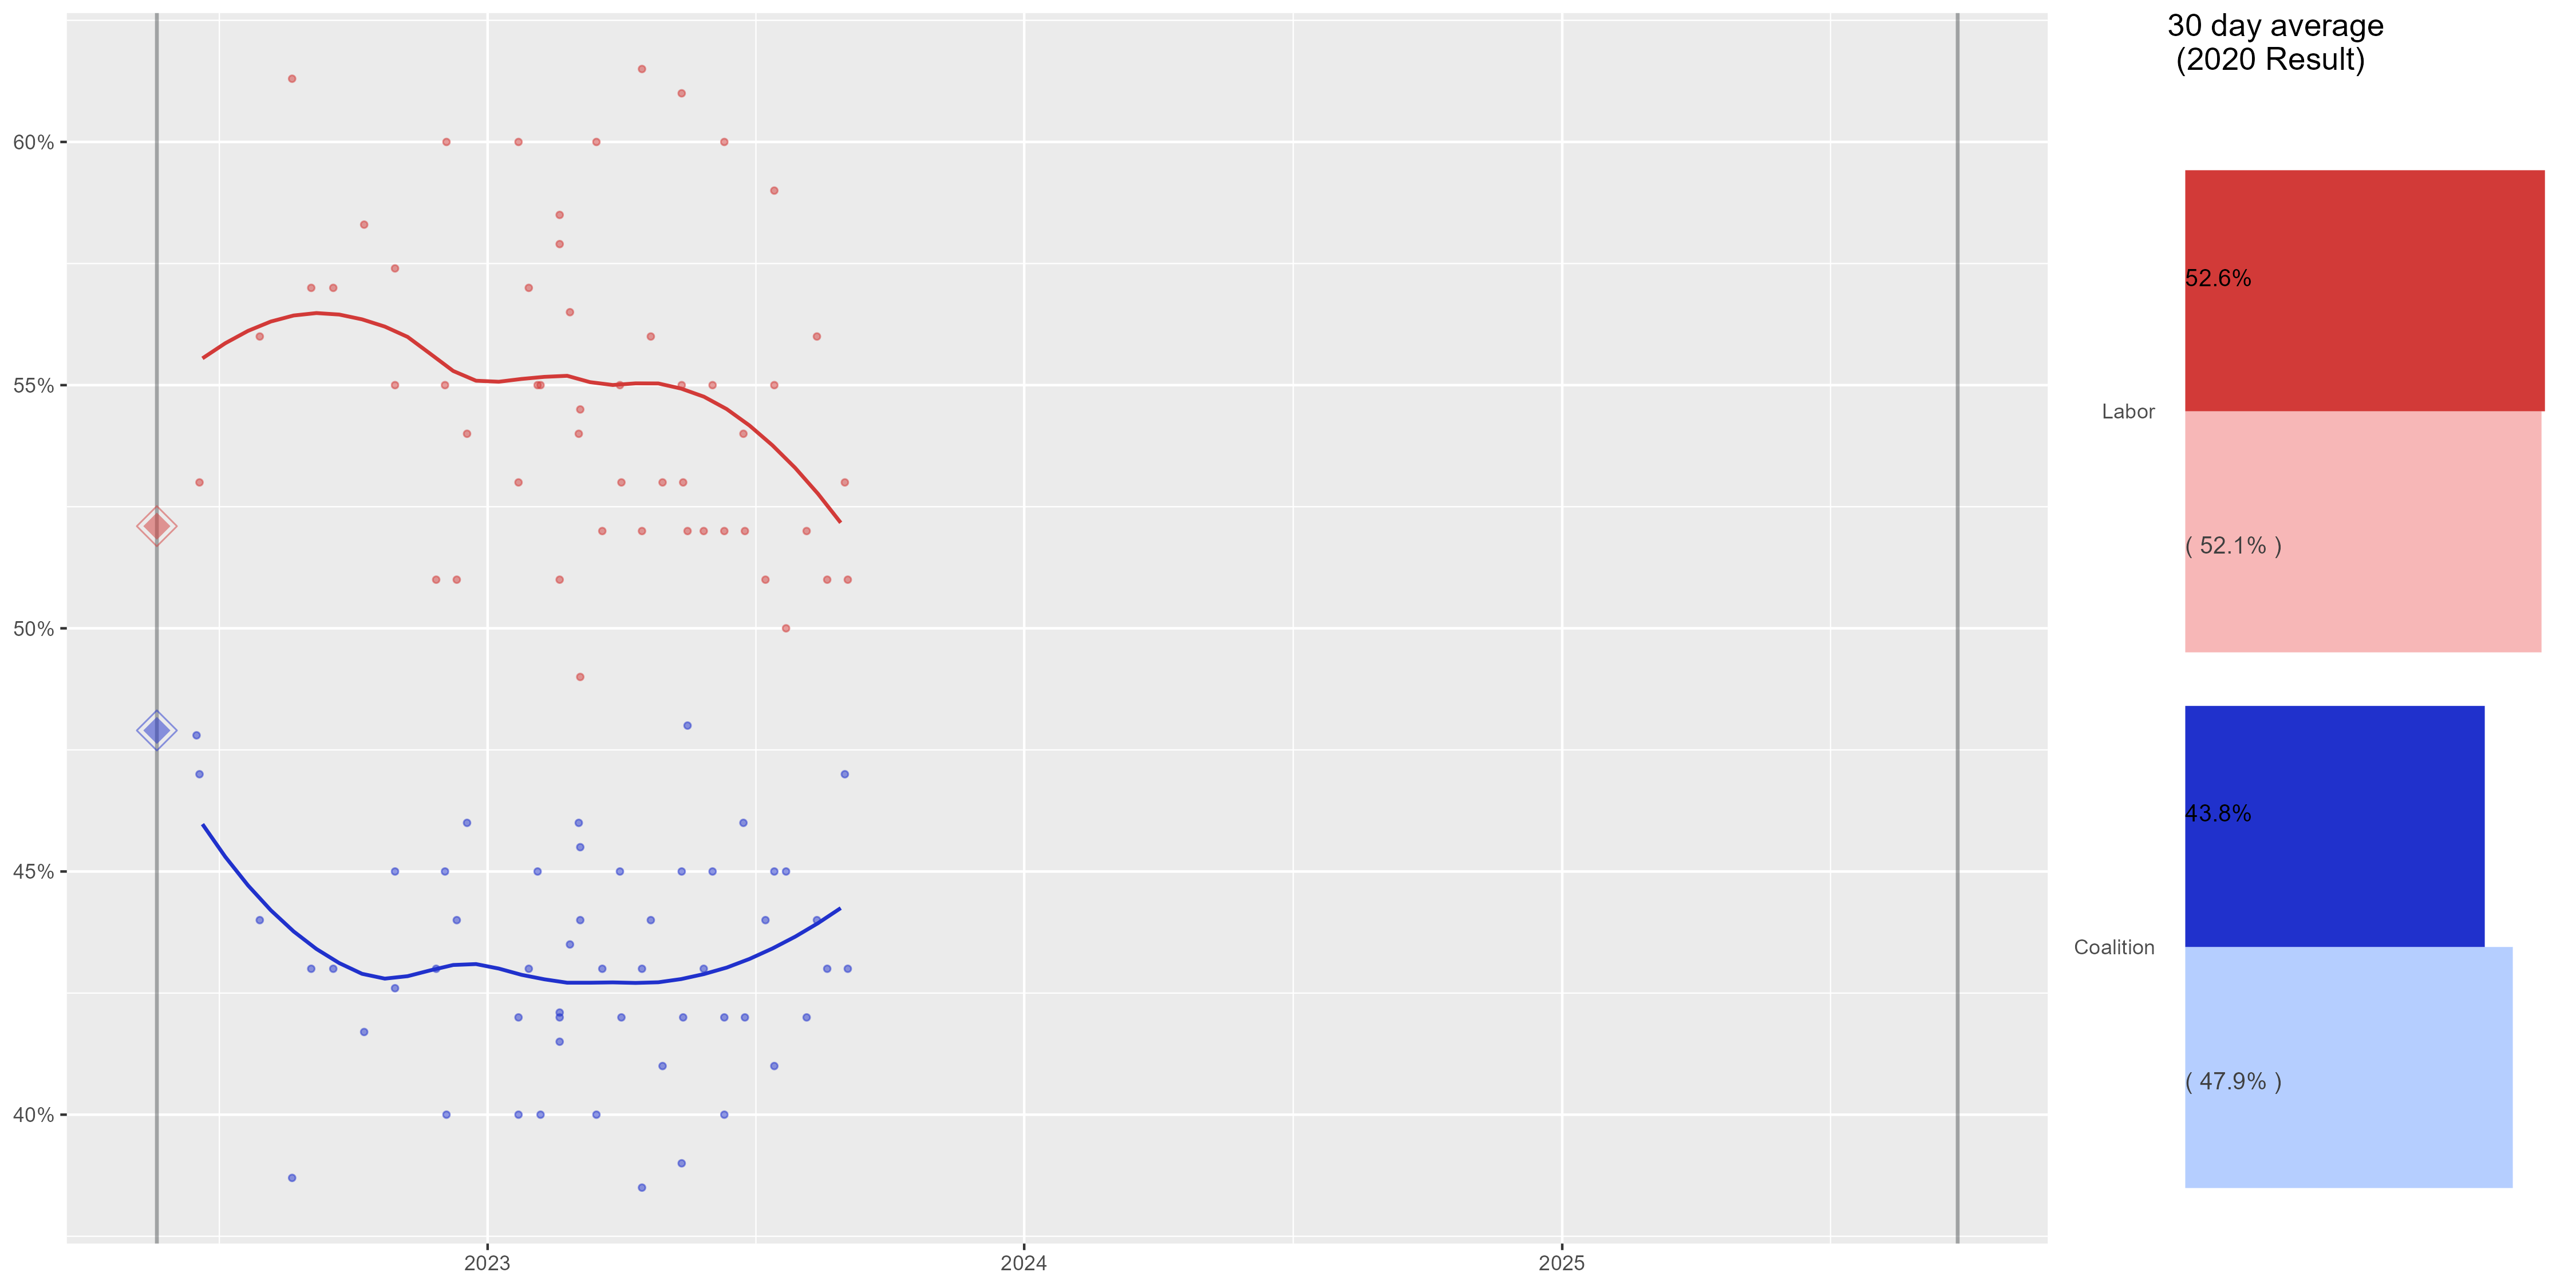 30 day average
(2020 Result)
60%
55%
50%
45%
40%
2023
2024
2025
Labor
52.6%
( 52.1% )
Coalition
43.8%
( 47.9% )